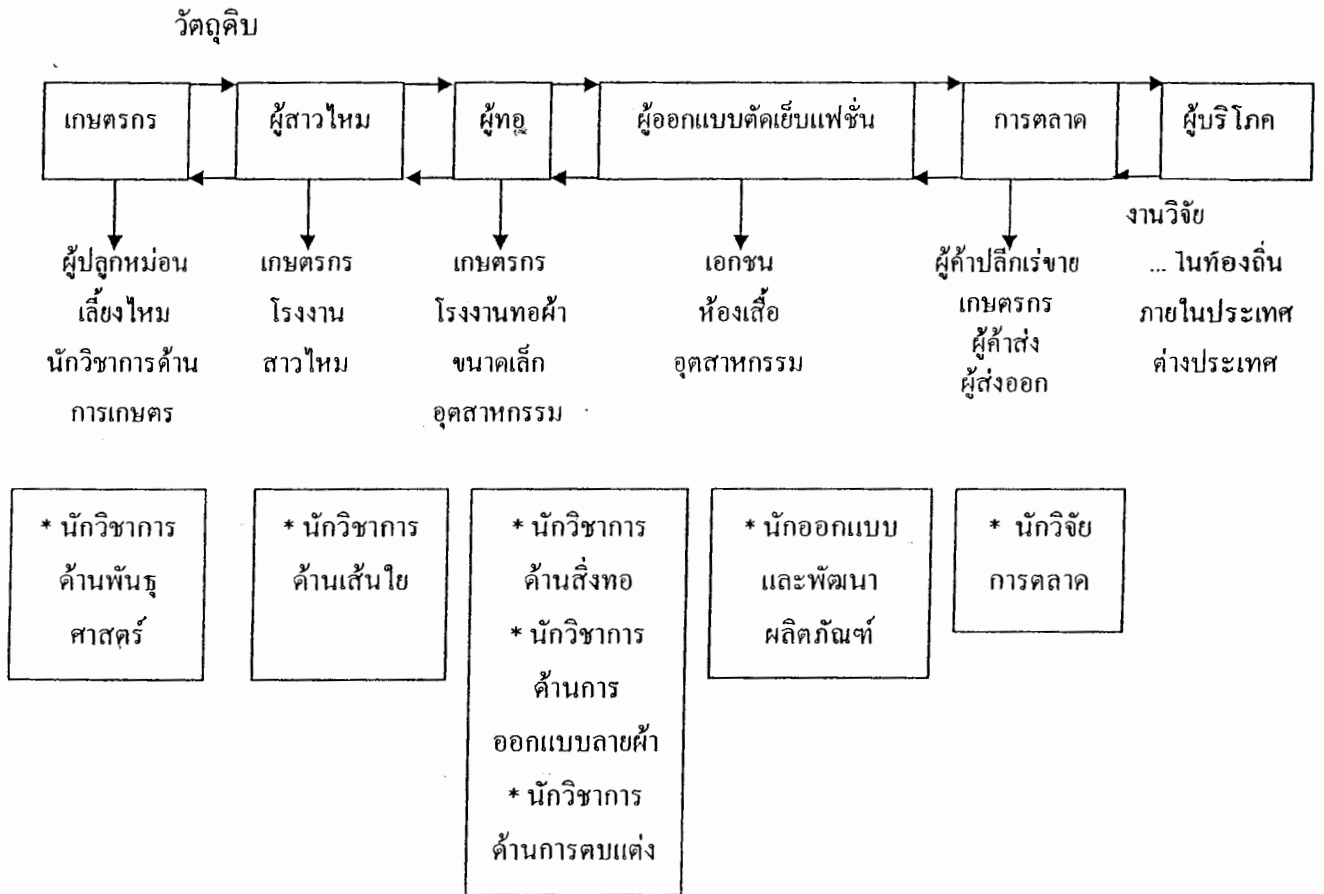 วัตถุดิบ
เกษตรกร
ผู้สาวไหม
ผู้ทอ
ผู้ออกแบบตัดเย็บแฟชั่น
การตลาด
ผู้บริโภค
งานวิจัย
ผู้ปลูกหม่อน
เลี้ยงไหม
นักวิชาการด้าน
การเกษตร
เกษตรกร
โรงงาน
สาวไหม
เกษตรกร
โรงงานทอผ้า
ขนาดเล็ก
อุตสาหกรรม
เอกชน
ห้องเสื้อ
อุตสาหกรรม
ผู้ค้าปลีกเร่ขาย
เกษตรกร
ผู้ค้าส่ง
ผู้ส่งออก
... ในท้องถิ่น
ภายในประเทศ
ต่างประเทศ
* นักวิชาการ
ด้านพันธุ
ศาสตร์
* นักวิชาการ
ด้านเส้นใย
* นักวิชาการ
ด้านสิ่งทอ
* นักวิชาการ
ด้านการ
ออกแบบลายผ้า
* นักวิชาการ
ด้านการตบแต่ง
* นักออกแบบ
และพัฒนา
ผลิตภัณฑ์
* นักวิจัย
การตลาด